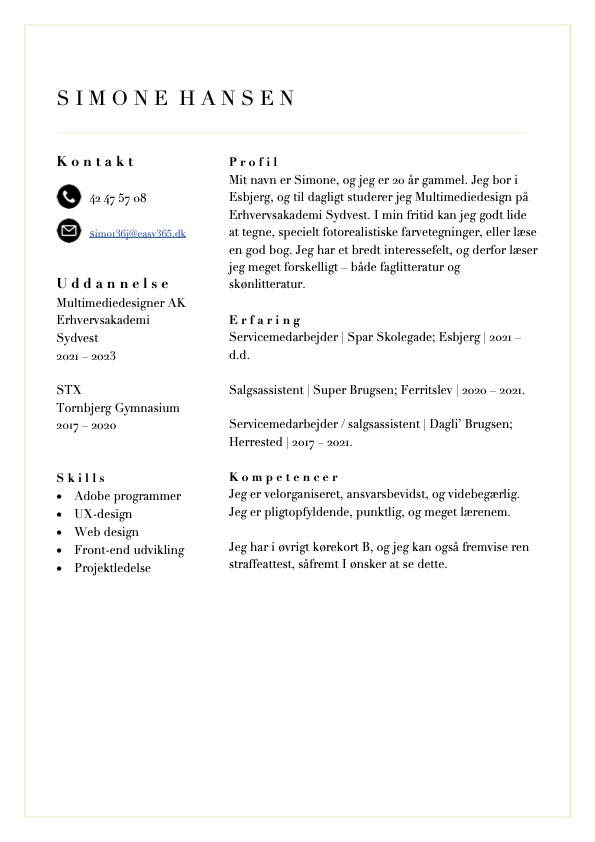 SIMONE HANSEN
Kontakt
42 47 57 08
simo136j@easv365.dk
Uddannelse
Multimediedesigner AK
Erhvervsakademi
Sydvest
2021 – 2023
STX
Tornbjerg Gymnasium
2017 – 2020
Skills
• Adobe programmer
• UX-design
• Web design
• Front-end udvikling
• Projektledelse
Profil
Mit navn er Simone, og jeg er 20 år gammel. Jeg bor i
Esbjerg, og til dagligt studerer jeg Multimediedesign på
Erhvervsakademi Sydvest. I min fritid kan jeg godt lide
at tegne, specielt fotorealistiske farvetegninger, eller læse
en god bog. Jeg har et bredt interessefelt, og derfor læser
jeg meget forskelligt – både faglitteratur og
skønlitteratur.
Erfaring
Servicemedarbejder | Spar Skolegade; Esbjerg | 2021 –
d.d.
Salgsassistent | Super Brugsen; Ferritslev | 2020 – 2021.
Servicemedarbejder / salgsassistent | Dagli’ Brugsen;
Herrested | 2017 – 2021.
Kompetencer
Jeg er velorganiseret, ansvarsbevidst, og videbegærlig.
Jeg er pligtopfyldende, punktlig, og meget lærenem.
Jeg har i øvrigt kørekort B, og jeg kan også fremvise ren
straffeattest, såfremt I ønsker at se dette.